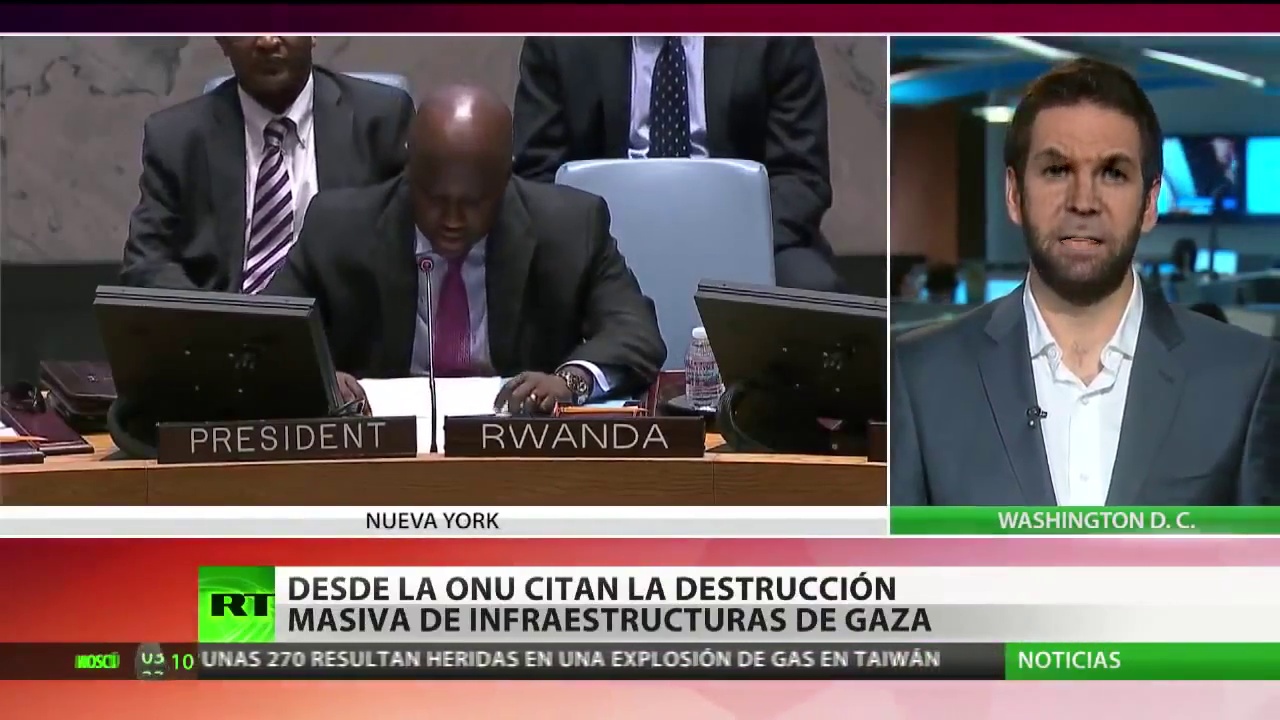 PRESIDENT
RWANDA
NUEVA YORK
WASHINGTON D. C.
RT
DESDE LA ONU CITAN LA DESTRUCCIÓN
MASIVA DE INFRAESTRUCTURAS DE GAZA
MOSCÚ 10 UNAS 270 RESULTAN HERIDAS EN UNA EXPLOSIÓN DE GAS EN TAIWÁN
NOTICIAS